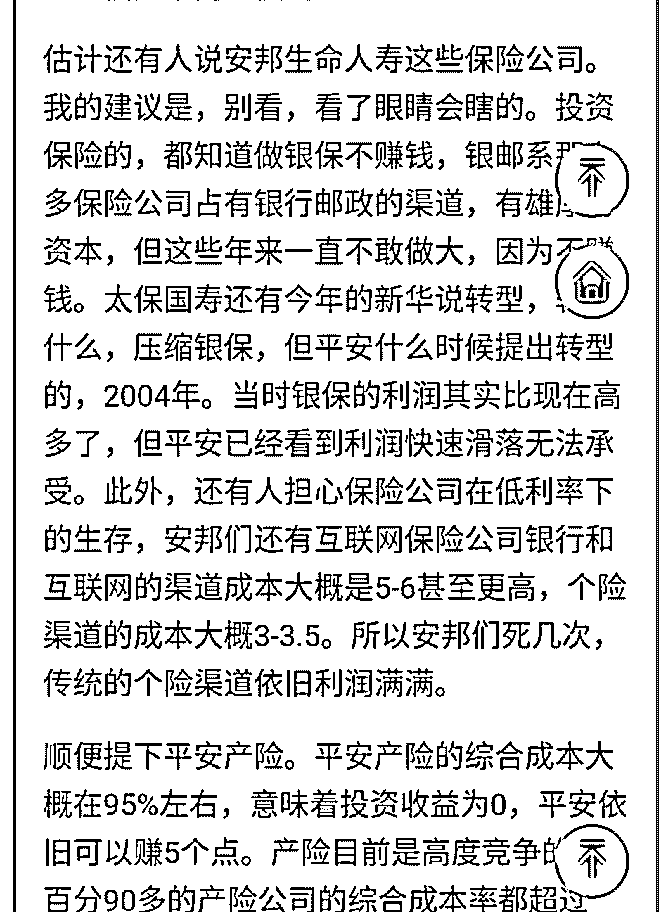 估计还有人说安邦生命人寿这些保险公司。
我的建议是，别看，看了眼睛会瞎的。投资
保险的，都知道做银保不赚钱，银邮系
多保险公司占有银行邮政的渠道，有雄
资本，但这些年来一直不敢做大，因为不赚
钱。太保国寿还有今年的新华说转型，
什么，压缩银保，但平安什么时候提出转型
的，2004年。当时银保的利润其实比现在高
多了，但平安已经看到利润快速滑落无法承
受。此外，还有人担心保险公司在低利率下
的生存，安邦们还有互联网保险公司银行和
互联网的渠道成本大概是5-6甚至更高，个险
渠道的成本大概3-3.5。所以安邦们死几次，
传统的个险渠道依旧利润满满。
顺便提下平安产险。平安产险的综合成本大
概在95%左右，意味着投资收益为0，平安依
旧可以赚5个点。产险目前是高度竞争的
百分90多的产险公司的综合成本率都超过